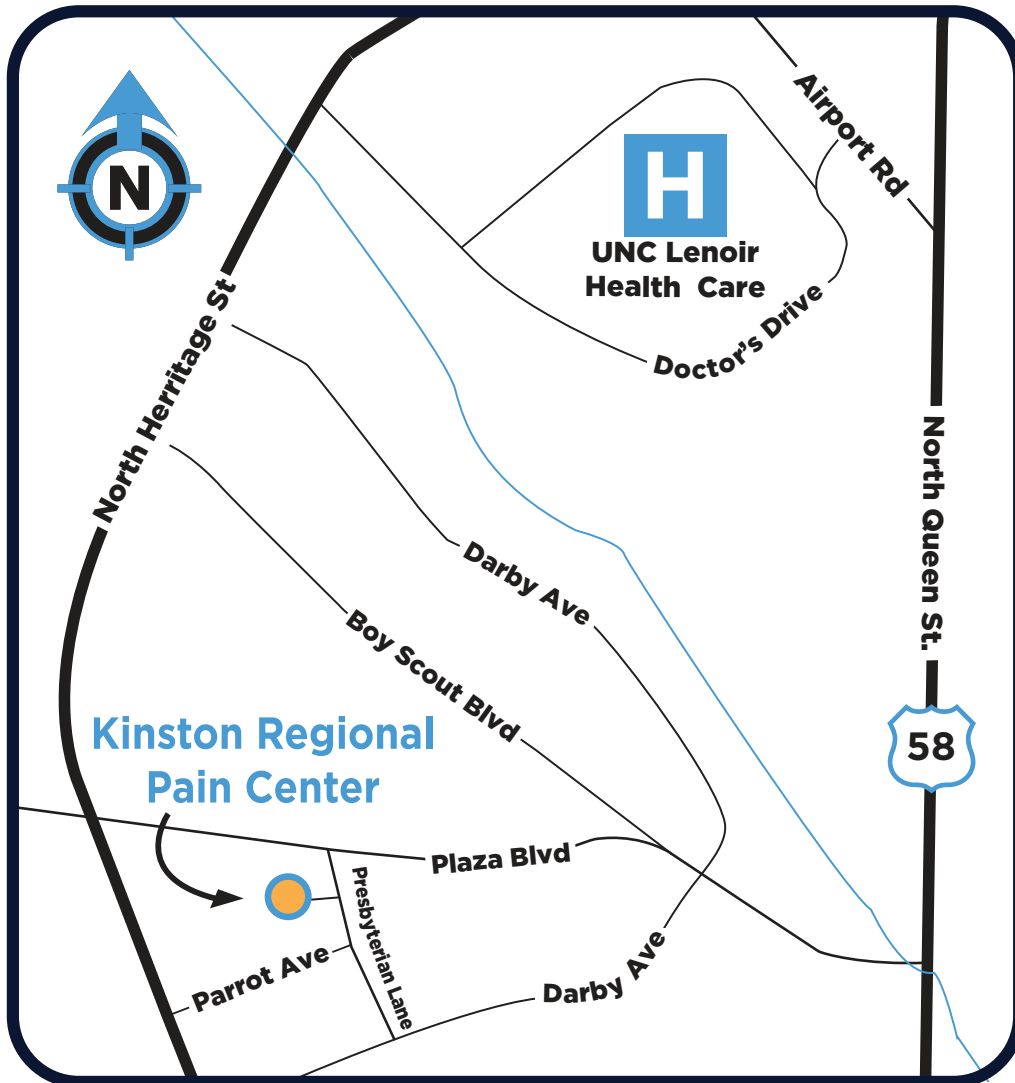 N
H
UNC Lenoir
Health Care
Airport Rd
Doctor's Drive
North Herritage St
North Queen St.
Darby Ave
Boy Scout Blvd
58
Kinston Regional
Pain Center
Plaza Blvd
Presbyterian Lane
Parrot Ave
Darby Ave